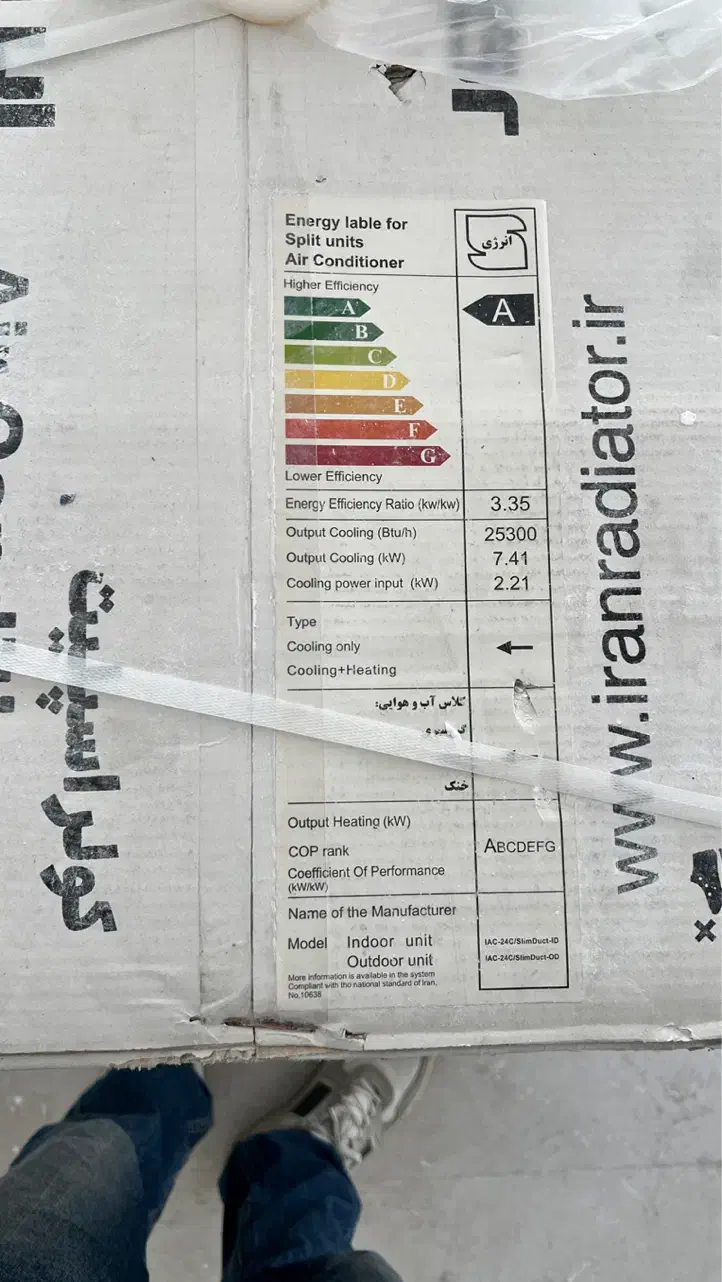 Energy lable for
Split units
Air Conditioner
انرژی
Higher Efficiency
A
A
B
C
D
E
F
G
Lower Efficiency
Energy Efficiency Ratio (kw/kw) 3.35
Output Cooling (Btu/h) 25300
Output Cooling (kW) 7.41
Cooling power input (kW) 2.21
Type
Cooling only
Cooling+Heating
کلاس آب و هوایی:
خنک
Output Heating (kW)
COP rank ABCDEFG
Coefficient Of Performance
(kW/kW)
Name of the Manufacturer
Model Indoor unit IAC-24C/SlimDuct-ID
Outdoor unit IAC-24C/SlimDuct-OD
More information is available in the system
Compliant with the national standard of Iran,
No.10638
www.iranradiator.ir
کولر اسپلیت